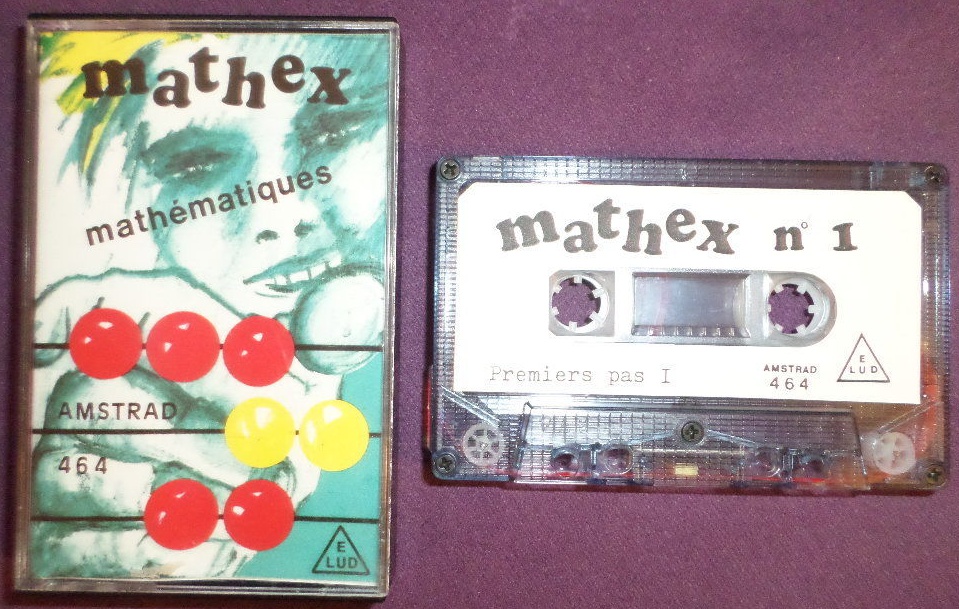 mathex
mathématiques
AMSTRAD
464
E
LUD
mathex n° 1
Premiers pas I
AMSTRAD
464
E
LUD